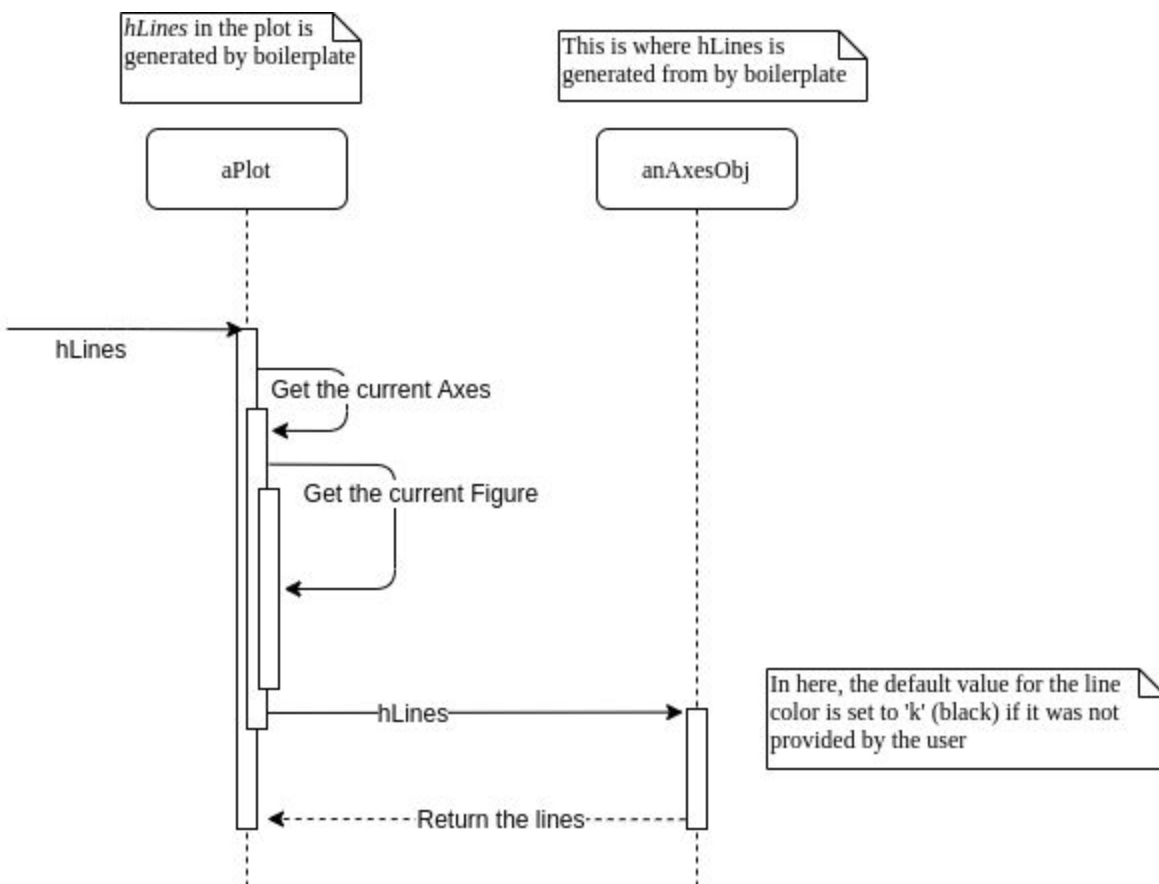 hLines in the plot is
generated by boilerplate
This is where hLines is
generated from by boilerplate
aPlot
anAxesObj
hLines
Get the current Axes
Get the current Figure
In here, the default value for the line
color is set to 'k' (black) if it was not
provided by the user
hLines
Return the lines